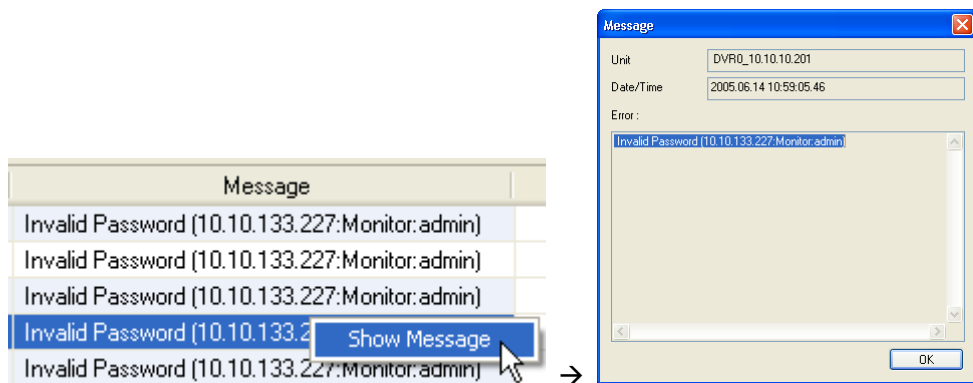 Message
Invalid Password (10.10.133.227:Monitor:admin)
Invalid Password (10.10.133.227:Monitor:admin)
Invalid Password (10.10.133.227:Monitor:admin)
Invalid Password (10.10.133.2
Show Message
Invalid Password (10.10.133.227:Monitor:admin)
→
Message
Unit DVR0_10.10.10.201
Date/Time 2005.06.14 10:59:05.46
Error :
Invalid Password (10.10.133.227:Monitor:admin)
OK